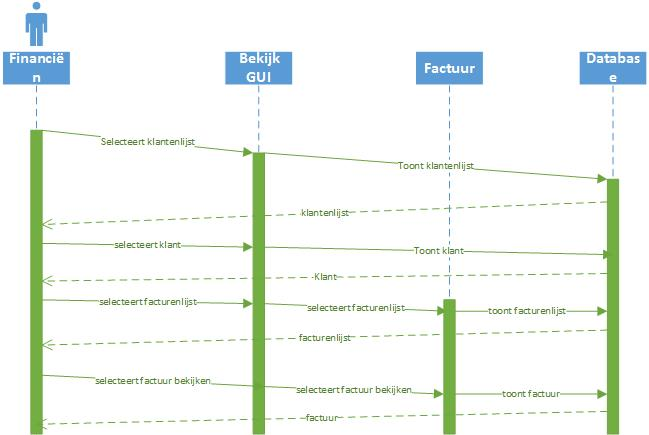 Financië
n
Bekijk
GUI
Factuur
Databas
e
Selecteert klantenlijst
Toont klantenlijst
klantenlijst
selecteert klant
Toont klant
Klant
selecteert facturenlijst
selecteert facturenlijst
toont facturenlijst
facturenlijst
selecteert factuur bekijken
selecteert factuur bekijken
toont factuur
factuur